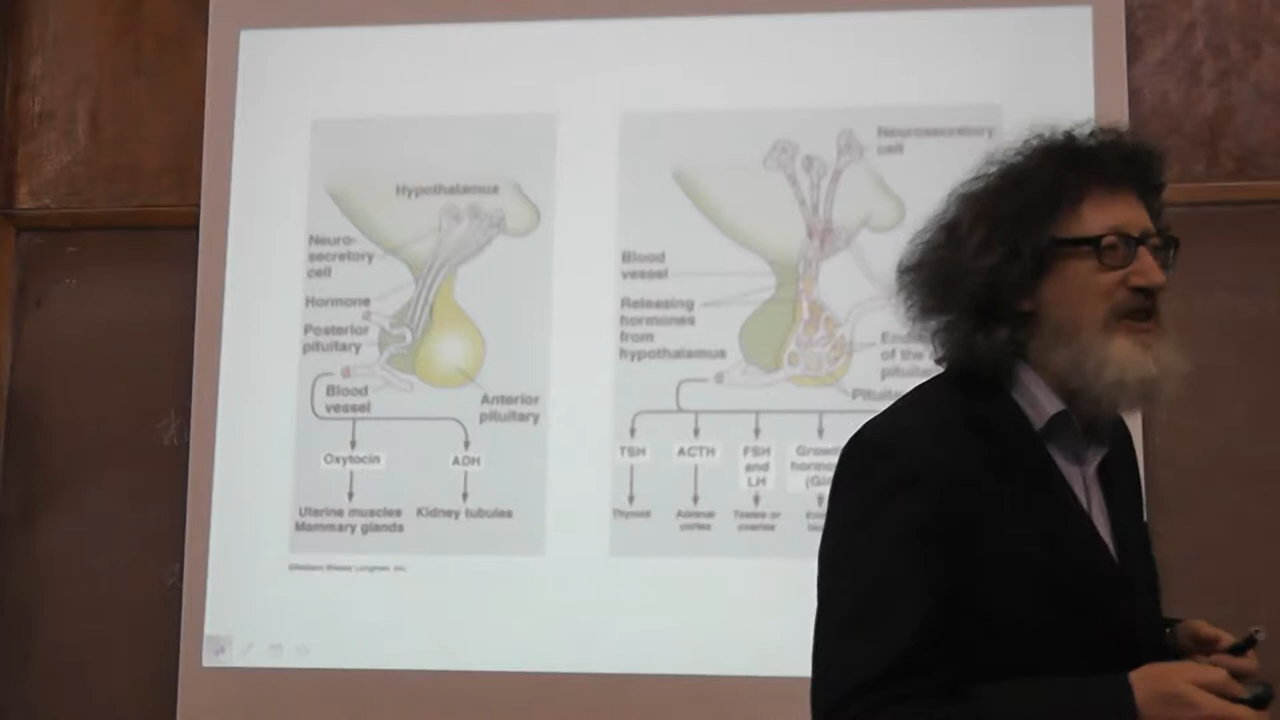 Hypothalamus
Neuro-
secretory
cell
Hormone
Posterior
pituitary
Blood
vessel
Anterior
pituitary
Oxytocin
ADH
Uterine muscles
Mammary glands
Kidney tubules
Neurosecretory
cell
Blood
vessel
Releasing
hormones
from
hypothalamus
of the
TSH
ACTH
FSH
and
LH
Thyroid
Adrenal
cortex
Testes or
ovaries